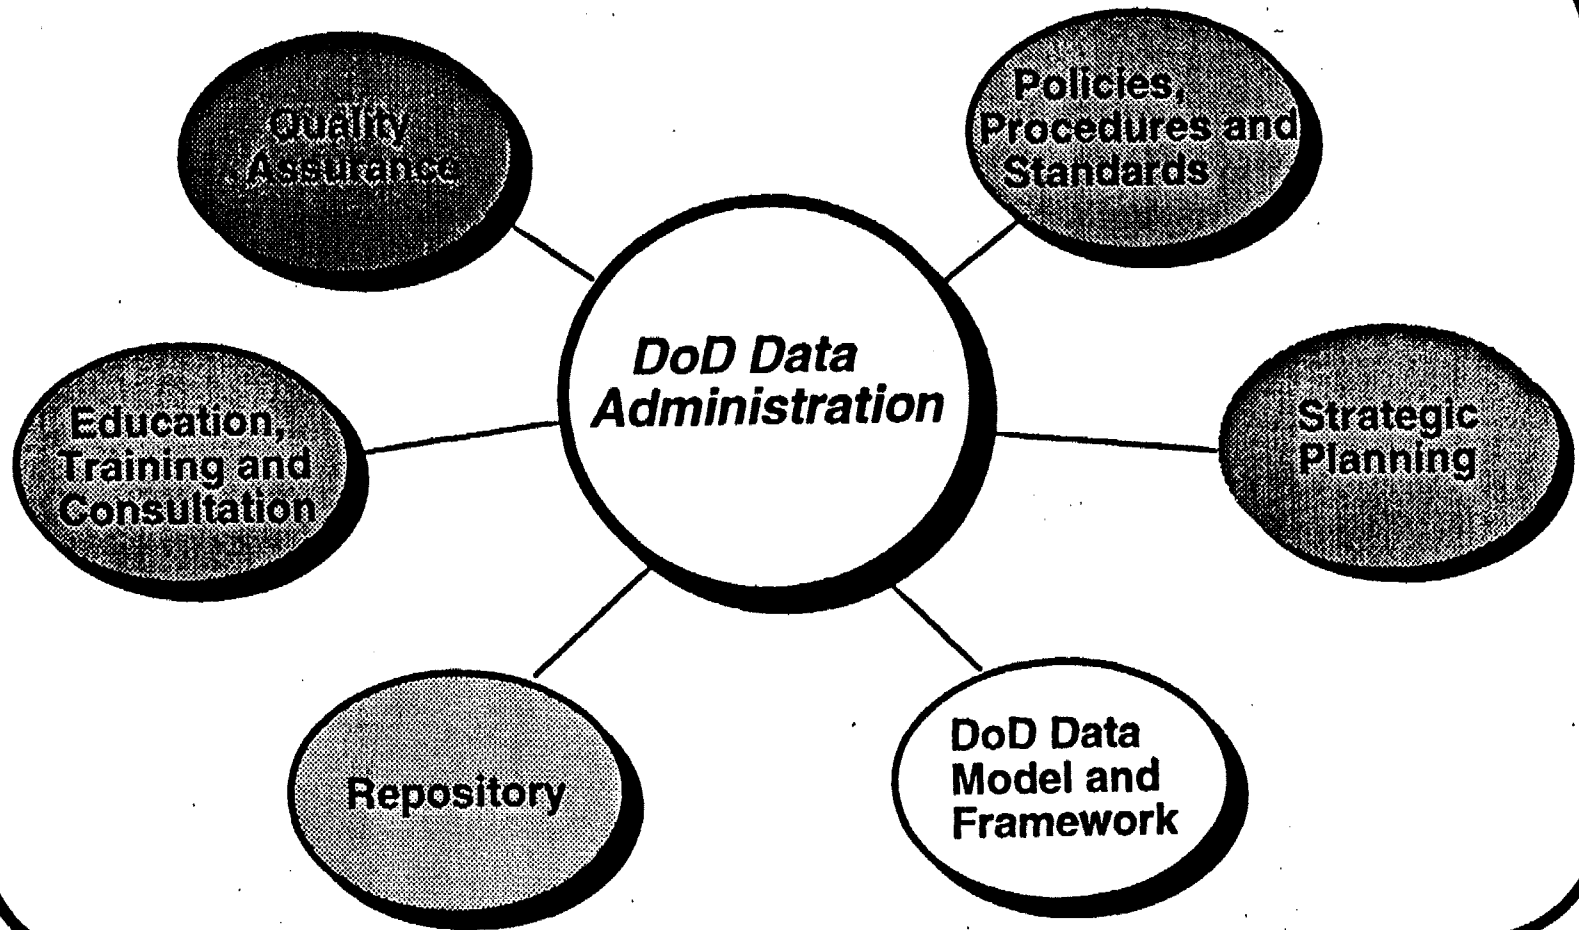 Quality
Assurance
Policies,
Procedures and
Standards
DoD Data
Administration
Education,
Training and
Consultation
Strategic
Planning
Repository
DoD Data
Model and
Framework